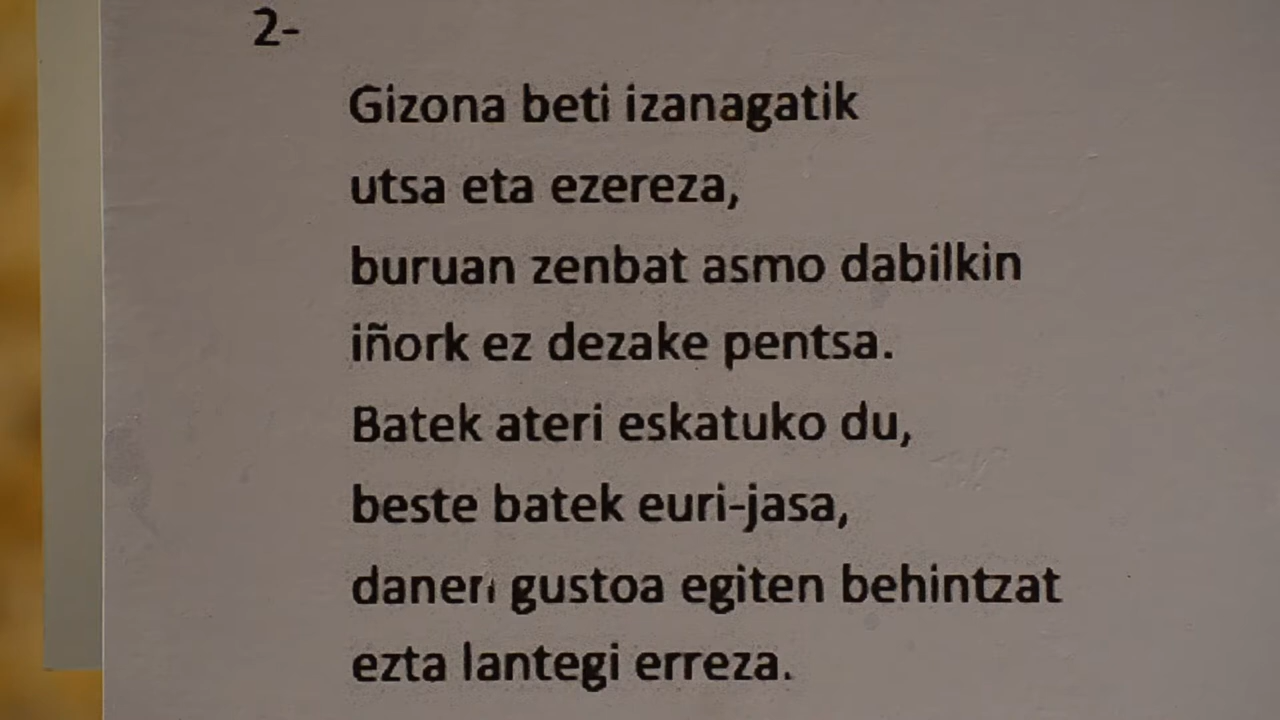 2-
Gizona beti izanagatik
utsa eta ezereza,
buruan zenbat asmo dabilkin
iñork ez dezake pentsa.
Batek ateri eskatuko du,
beste batek euri-jasa,
daneri gustoa egiten behintzat
ezta lantegi erreza.